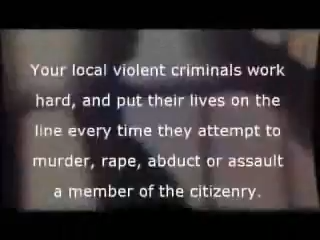 Your local violent criminals work
hard, and put their lives on the
line every time they attempt to
murder, rape, abduct or assault
a member of the citizenry.